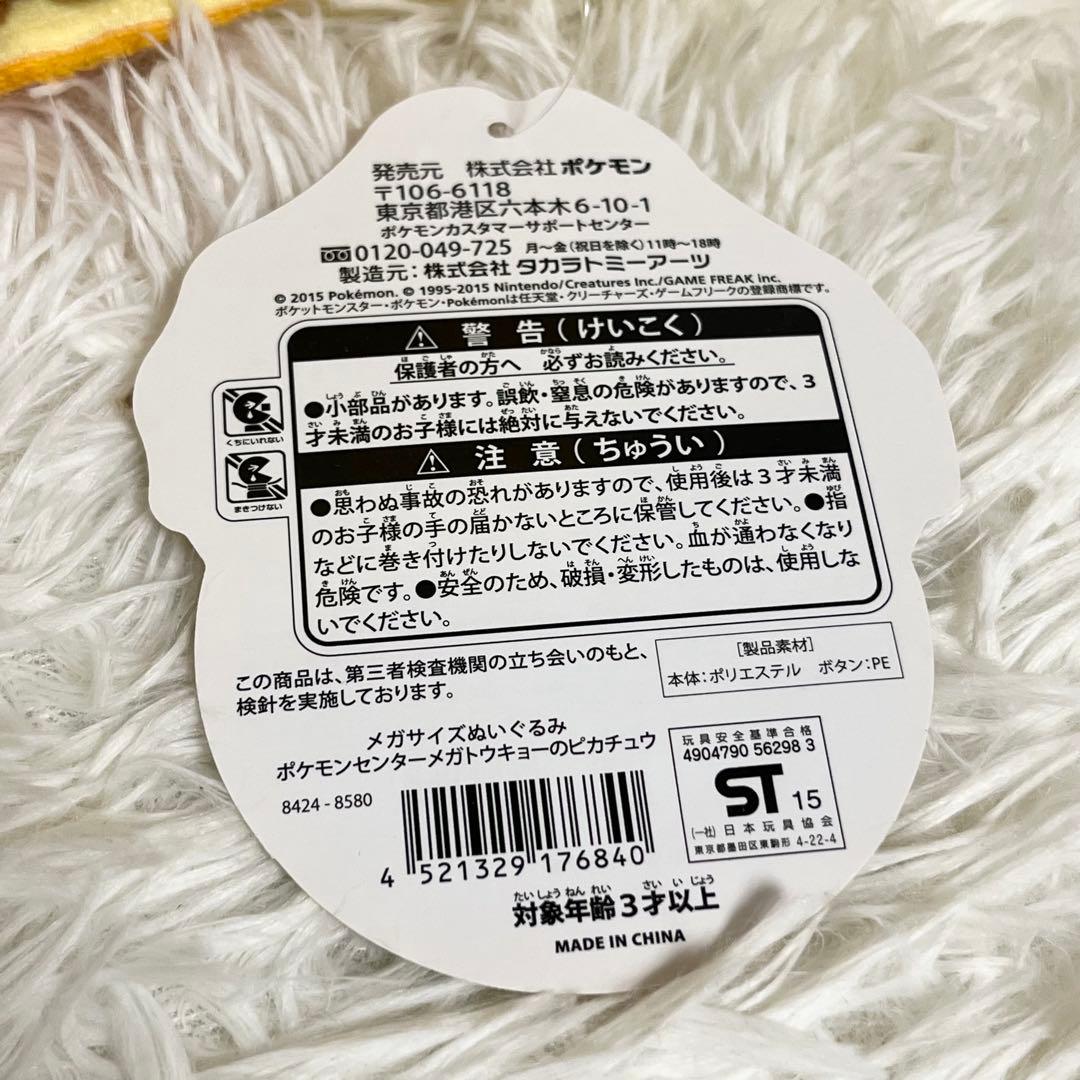 発売元 株式会社 ポケモン
〒106-6118
東京都港区六本木6-10-1
ポケモンカスタマーサポートセンター
0120-049-725 月〜金(祝日を除く)11時〜18時
製造元:株式会社 タカラトミーアーツ
© 2015 Pokémon. © 1995-2015 Nintendo/Creatures Inc./GAME FREAK inc.
ポケットモンスター・ポケモン・Pokémonは任天堂・クリーチャーズ・ゲームフリークの登録商標です。
警告(けいこく)
保護者の方へ 必ずお読みください。
●小部品があります。誤飲・窒息の危険がありますので、3
才未満のお子様には絶対に与えないでください。
くちにいれない
注意(ちゅうい)
●思わぬ事故の恐れがありますので、使用後は3才未満
のお子様の手の届かないところに保管してください。●指
などに巻き付けたりしないでください。血が通わなくなり
危険です。●安全のため、破損・変形したものは、使用しな
いでください。
まきつけない
この商品は、第三者検査機関の立ち会いのもと、
検針を実施しております。
[製品素材]
本体:ポリエステル ボタン:PE
メガサイズぬいぐるみ
ポケモンセンターメガトウキョーのピカチュウ
8424-8580
4 521329 176840
玩具安全基準合格
4904790 56298 3
ST 15
(一社)日本玩具協会
東京都墨田区東駒形 4-22-4
対象年齢3才以上
MADE IN CHINA